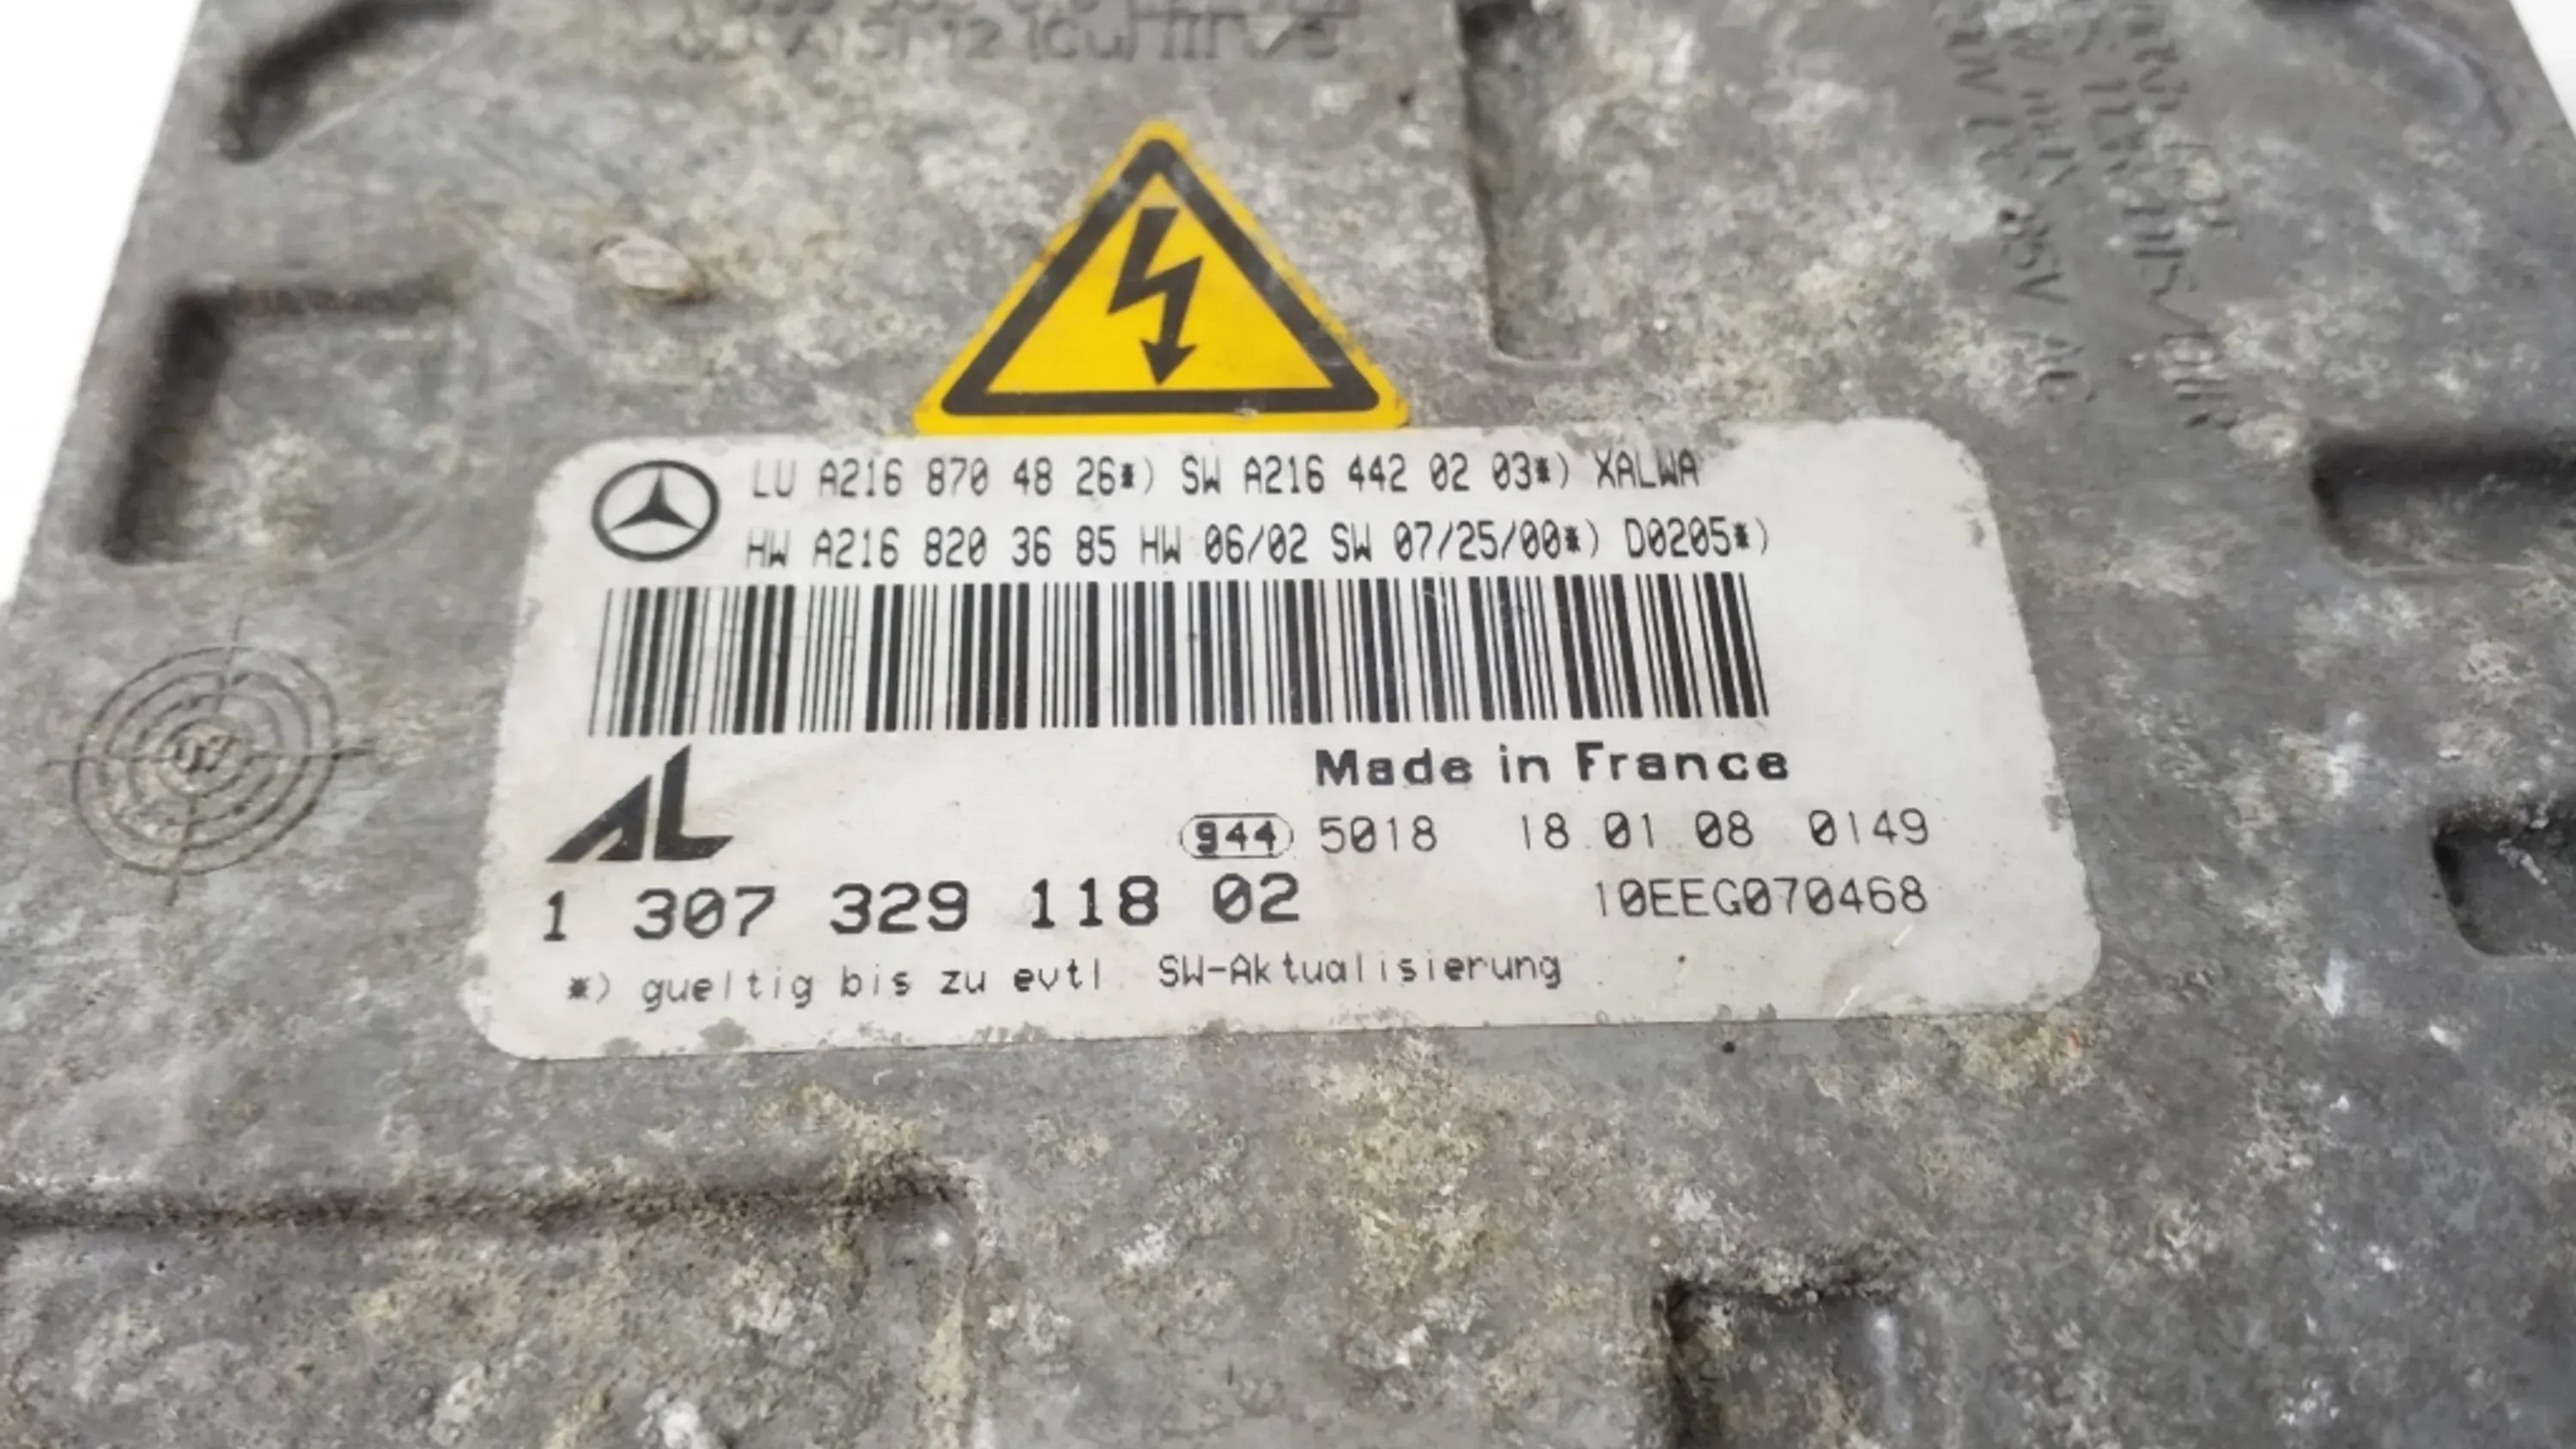 LU A216 870 48 26*) SW A216 442 02 03*) XALWA
HW A216 820 36 85 HW 06/02 SW 07/25/00*) D0205*)
AL
Made in France
944 5018 18 01 08 0149
1 307 329 118 02
10EEG070468
*) gueltig bis zu evtl. SW-Aktualisierung
07